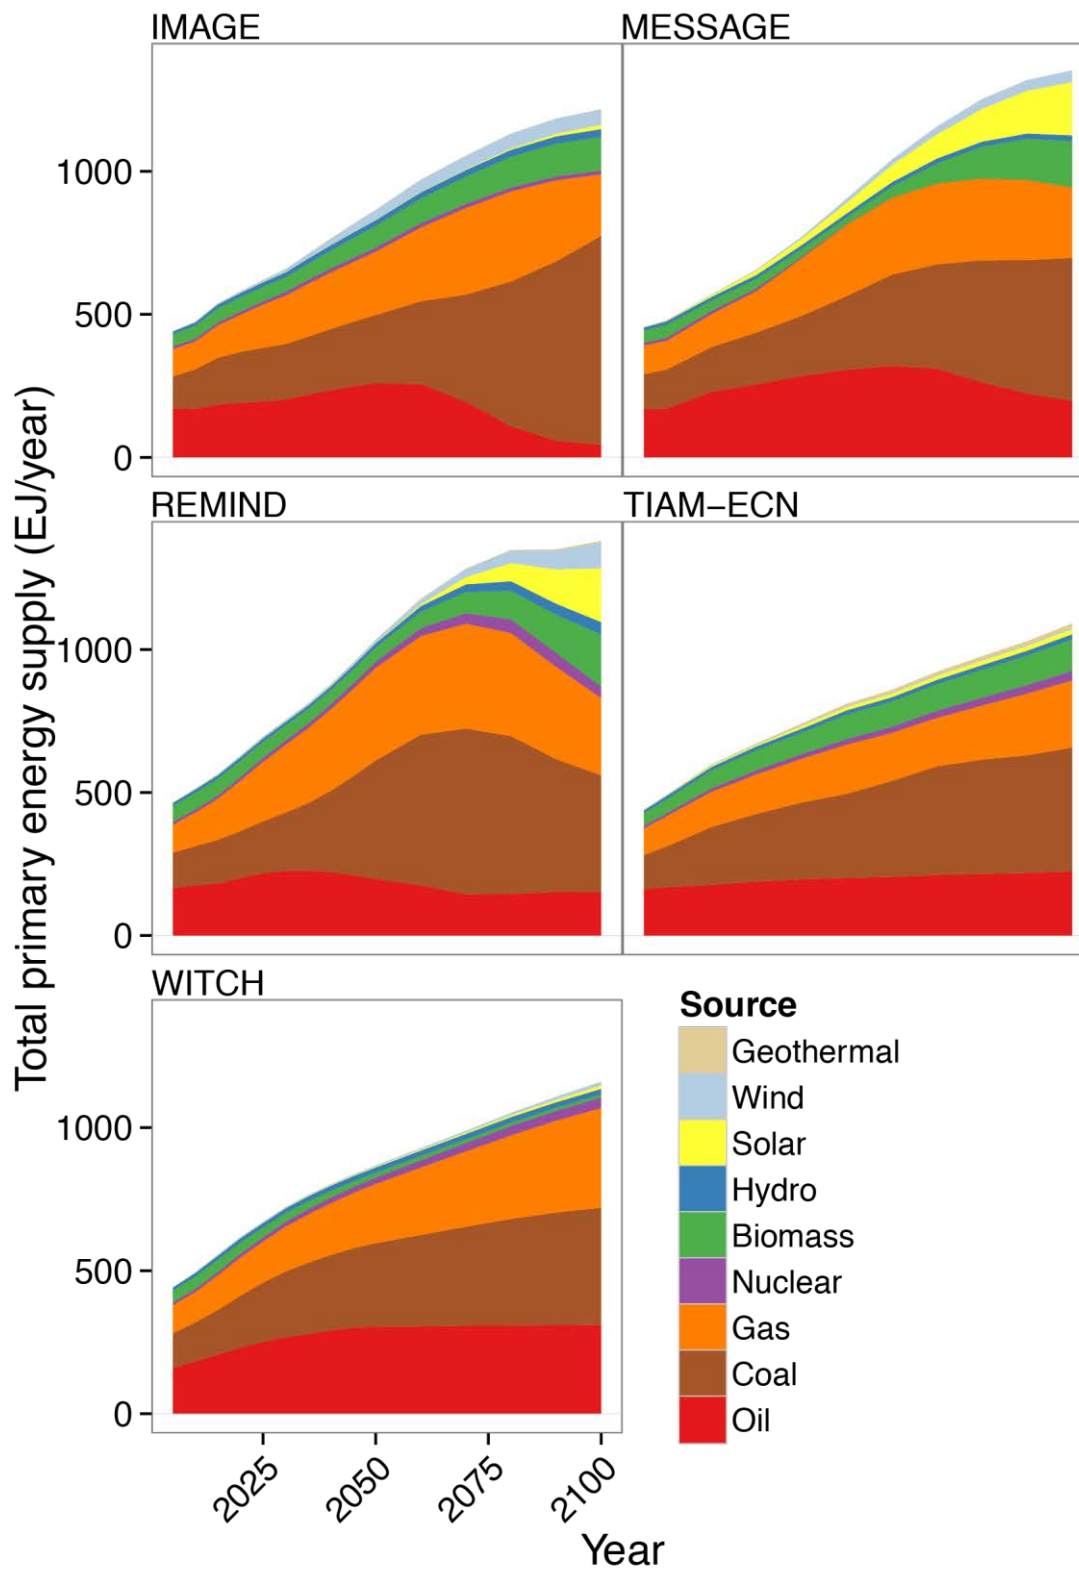 IMAGE
MESSAGE
1000
500
0
REMIND
TIAM−ECN
1000
500
0
WITCH
1000
500
0
2025
2050
2075
2100
Year
Total primary energy supply (EJ/year)
Source
Geothermal
Wind
Solar
Hydro
Biomass
Nuclear
Gas
Coal
Oil